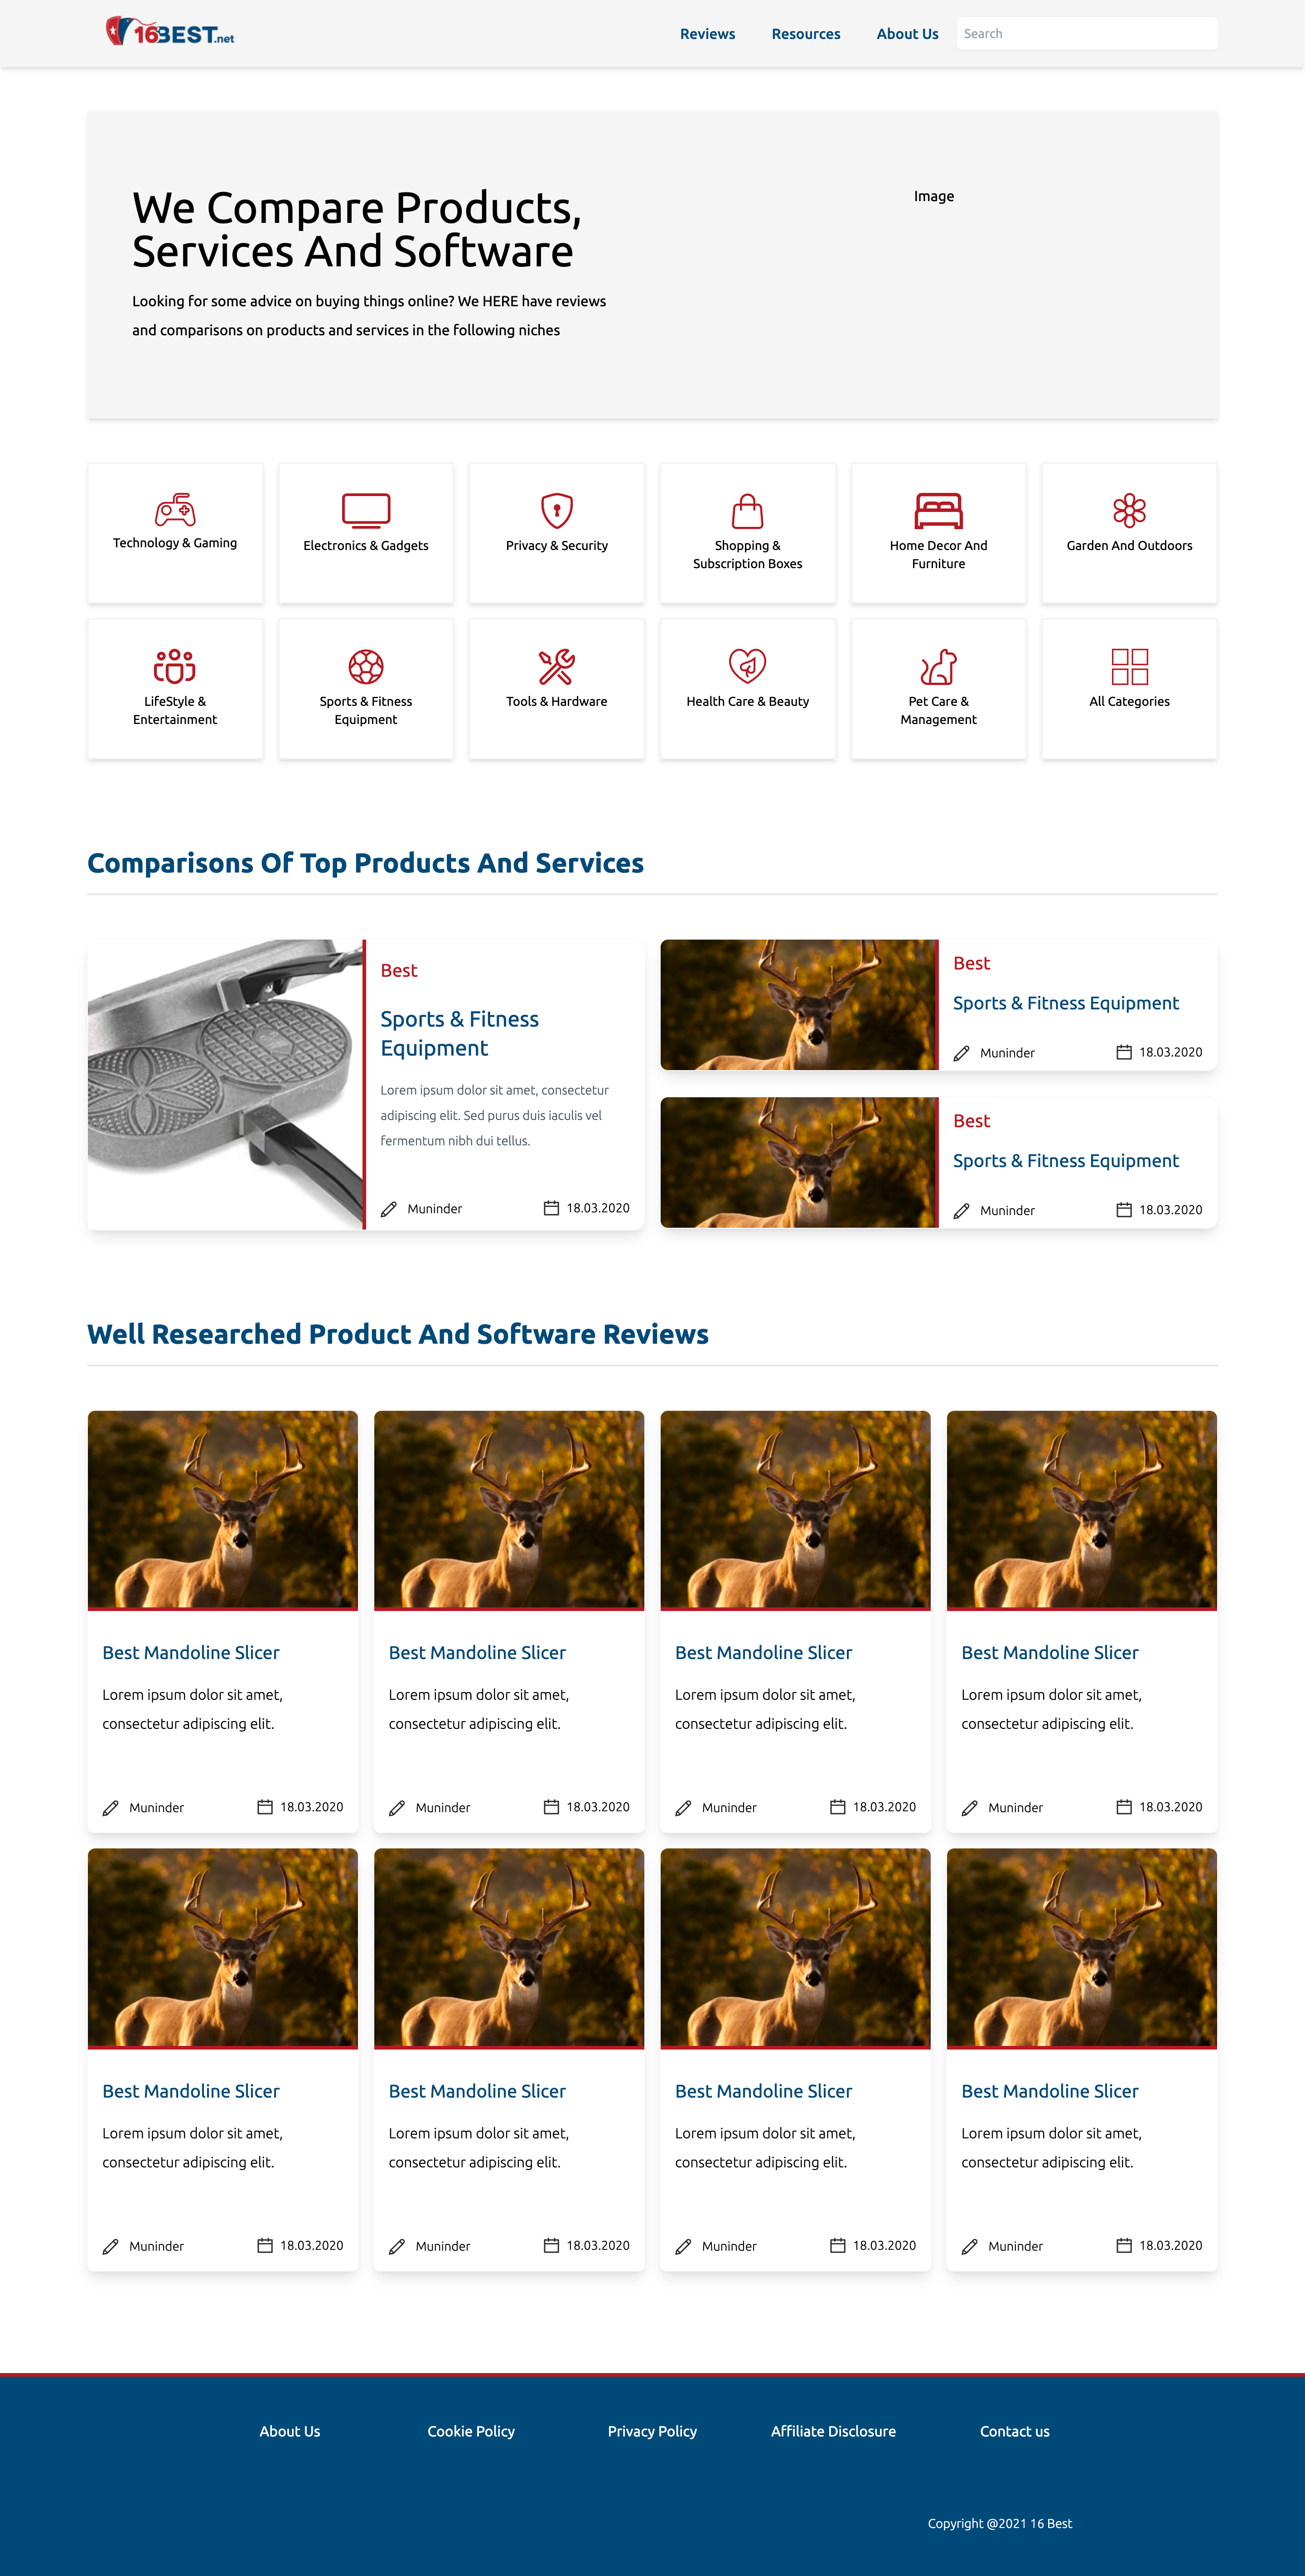 16BEST.net
Reviews
Resources
About Us
Search
We Compare Products,
Services And Software
Looking for some advice on buying things online? We HERE have reviews
and comparisons on products and services in the following niches
Image
Technology & Gaming
Electronics & Gadgets
Privacy & Security
Shopping &
Subscription Boxes
Home Decor And
Furniture
Garden And Outdoors
LifeStyle &
Entertainment
Sports & Fitness
Equipment
Tools & Hardware
Health Care & Beauty
Pet Care &
Management
All Categories
Comparisons Of Top Products And Services
Best
Sports & Fitness
Equipment
Lorem ipsum dolor sit amet, consectetur
adipiscing elit. Sed purus duis iaculis vel
fermentum nibh dui tellus.
Muninder
18.03.2020
Best
Sports & Fitness Equipment
Muninder
18.03.2020
Best
Sports & Fitness Equipment
Muninder
18.03.2020
Well Researched Product And Software Reviews
Best Mandoline Slicer
Lorem ipsum dolor sit amet,
consectetur adipiscing elit.
Muninder
18.03.2020
Best Mandoline Slicer
Lorem ipsum dolor sit amet,
consectetur adipiscing elit.
Muninder
18.03.2020
Best Mandoline Slicer
Lorem ipsum dolor sit amet,
consectetur adipiscing elit.
Muninder
18.03.2020
Best Mandoline Slicer
Lorem ipsum dolor sit amet,
consectetur adipiscing elit.
Muninder
18.03.2020
Best Mandoline Slicer
Lorem ipsum dolor sit amet,
consectetur adipiscing elit.
Muninder
18.03.2020
Best Mandoline Slicer
Lorem ipsum dolor sit amet,
consectetur adipiscing elit.
Muninder
18.03.2020
Best Mandoline Slicer
Lorem ipsum dolor sit amet,
consectetur adipiscing elit.
Muninder
18.03.2020
Best Mandoline Slicer
Lorem ipsum dolor sit amet,
consectetur adipiscing elit.
Muninder
18.03.2020
About Us
Cookie Policy
Privacy Policy
Affiliate Disclosure
Contact us
Copyright @2021 16 Best